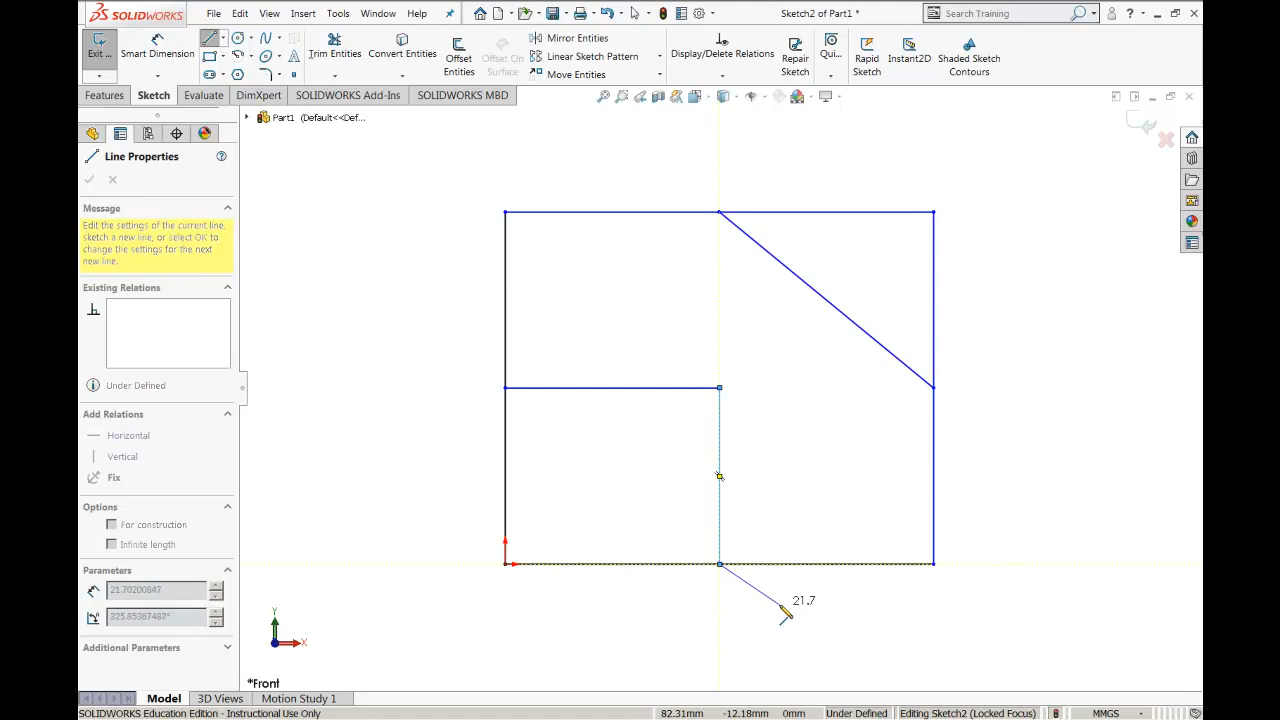 SOLIDWORKS File Edit View Insert Tools Window Help Sketch2 of Part1 * Search Training ?
Exit ... Smart Dimension Trim Entities Convert Entities Offset Entities Offset On Surface Mirror Entities Linear Sketch Pattern Move Entities Display/Delete Relations Repair Sketch Qui... Rapid Sketch Instant2D Shaded Sketch Contours
Features Sketch Evaluate DimXpert SOLIDWORKS Add-Ins SOLIDWORKS MBD
Part1 (Default<<Def...
Line Properties
Message
Edit the settings of the current line,
sketch a new line, or select OK to
change the settings for the next
new line.
Existing Relations
Under Defined
Add Relations
Horizontal
Vertical
Fix
Options
For construction
Infinite length
Parameters
21.70200847
325.85367487°
Additional Parameters
21.7
Y
X
*Front
Model 3D Views Motion Study 1
SOLIDWORKS Education Edition - Instructional Use Only 82.31mm -12.18mm 0mm Under Defined Editing Sketch2 (Locked Focus) MMGS